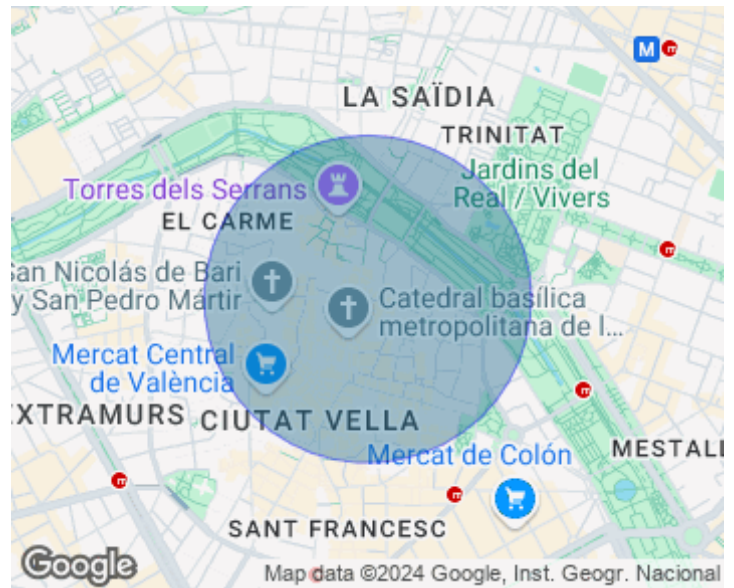 M
LA SAÏDIA
TRINITAT
Jardins del
Real / Vivers
Torres dels Serrans
EL CARME
San Nicolás de Bari
y San Pedro Mártir
Catedral basílica
metropolitana de l...
Mercat Central
de València
EXTRAMURS
CIUTAT VELLA
Mercat de Colón
MESTALL
SANT FRANCESC
Google
Map data ©2024 Google, Inst. Geogr. Nacional